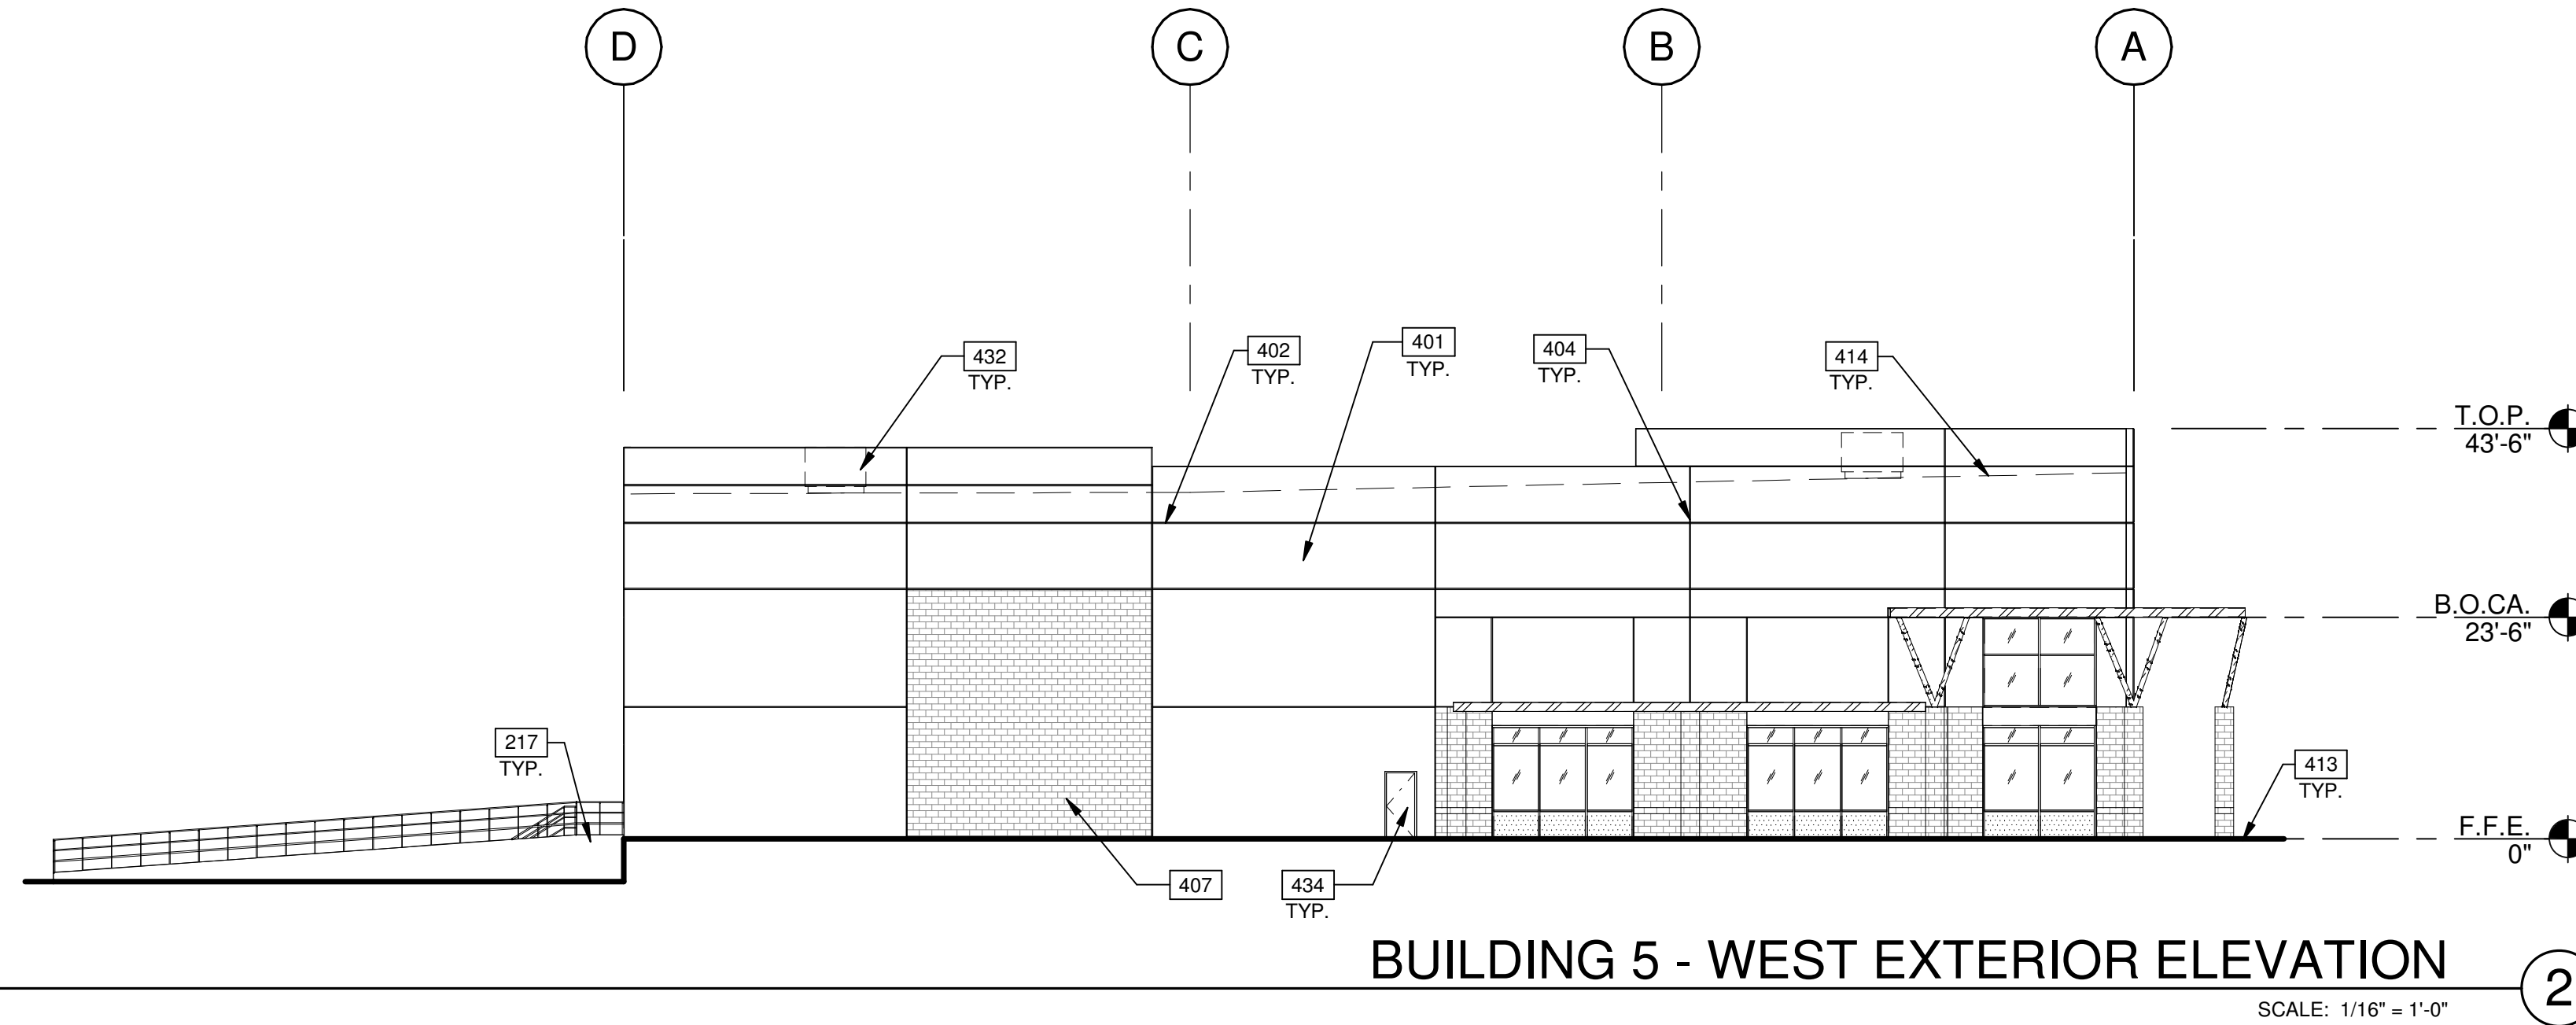 D
C
B
A
432
TYP.
402
TYP.
401
TYP.
404
TYP.
414
TYP.
T.O.P.
43'-6"
B.O.CA.
23'-6"
217
TYP.
413
TYP.
F.F.E.
0"
407
434
TYP.
BUILDING 5 - WEST EXTERIOR ELEVATION
2
SCALE: 1/16" = 1'-0"